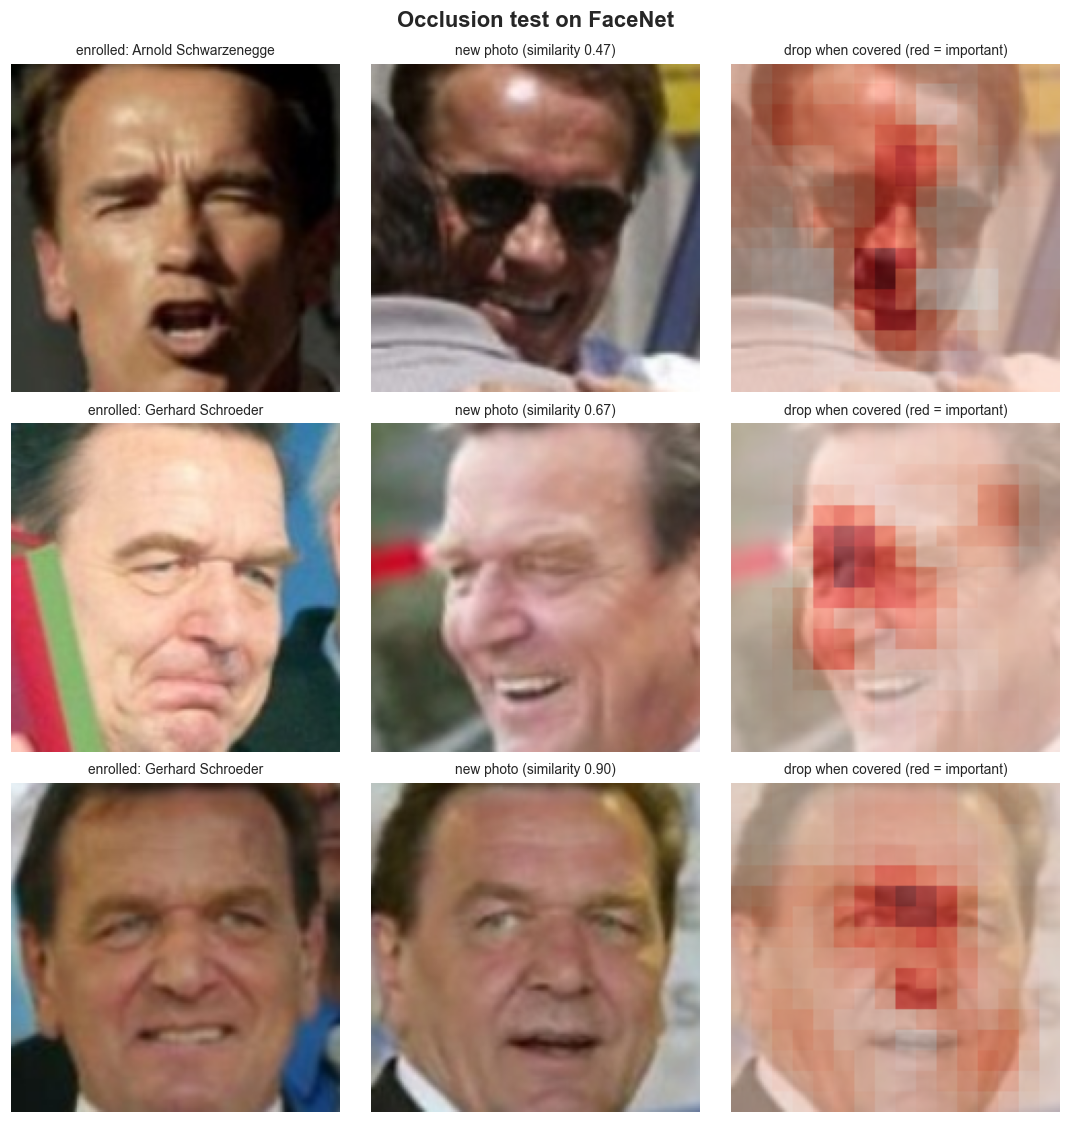 Occlusion test on FaceNet
enrolled: Arnold Schwarzenegge
new photo (similarity 0.47)
drop when covered (red = important)
enrolled: Gerhard Schroeder
new photo (similarity 0.67)
drop when covered (red = important)
enrolled: Gerhard Schroeder
new photo (similarity 0.90)
drop when covered (red = important)